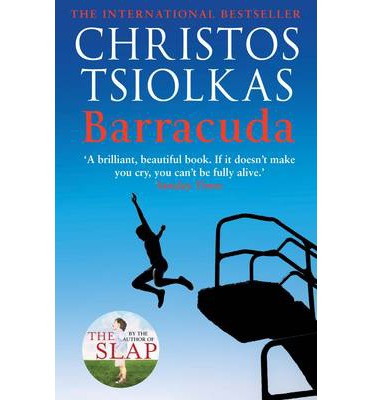 THE INTERNATIONAL BESTSELLER
CHRISTOS
TSIOLKAS
Barracuda
‘A brilliant, beautiful book. If it doesn’t make
you cry, you can’t be fully alive.’
Sunday Times
BY THE
THE AUTHOR OF
SLAP